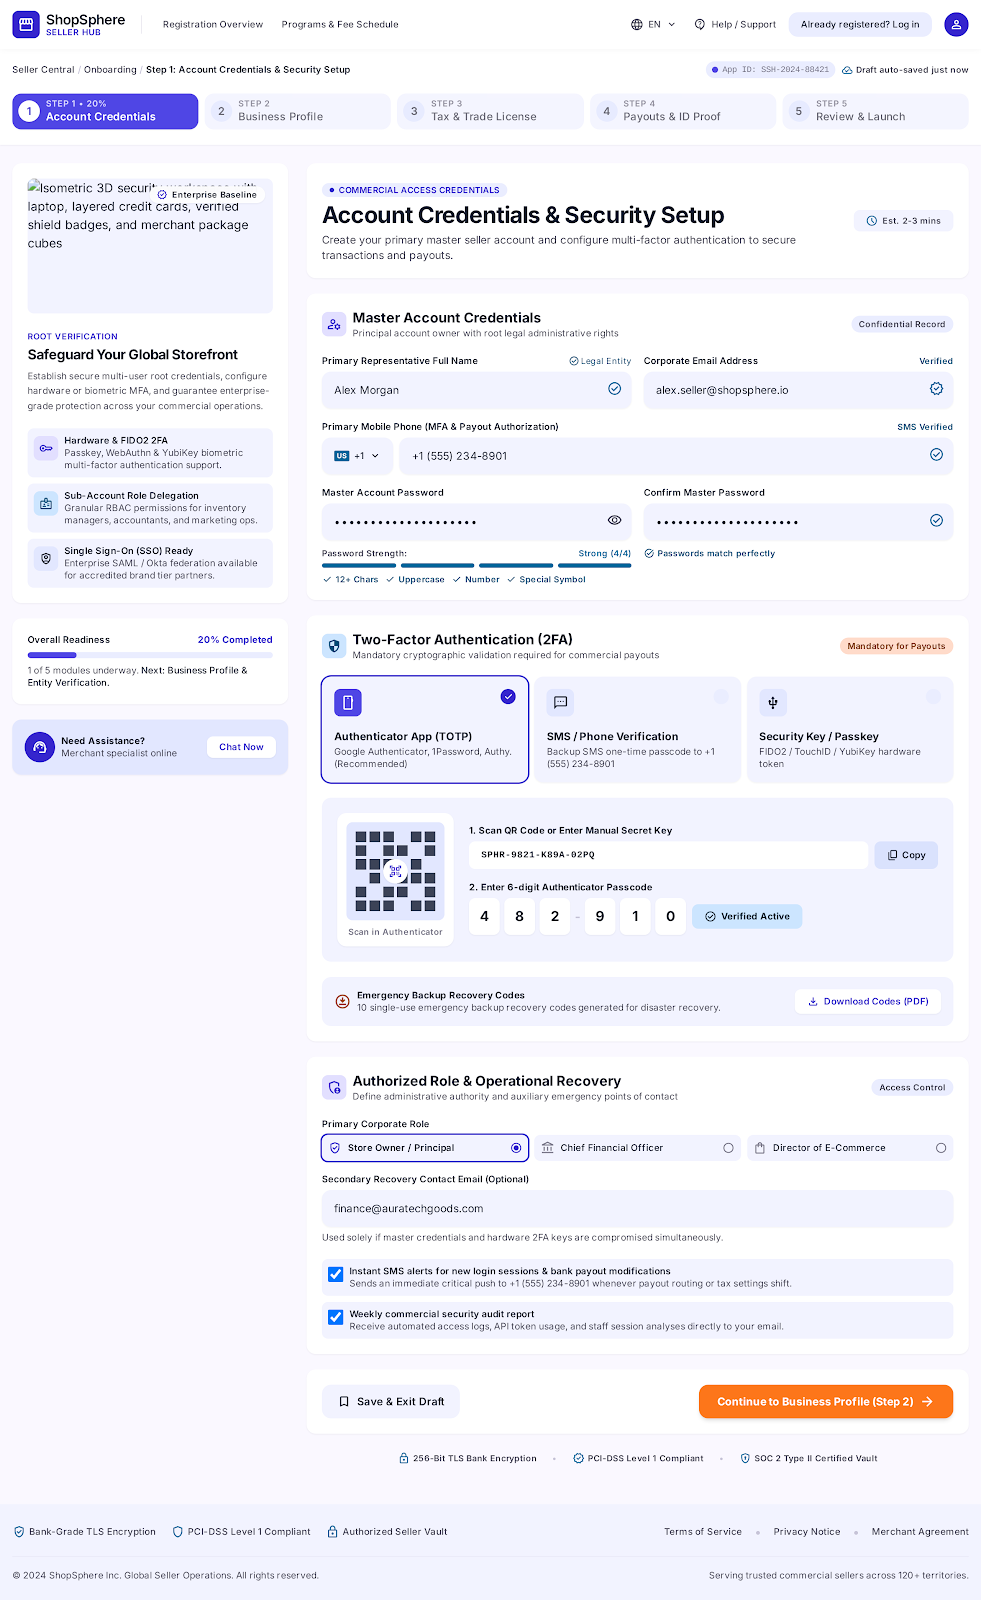 ShopSphere
SELLER HUB
Registration Overview
Programs & Fee Schedule
EN
Help / Support
Already registered? Log in
Seller Central / Onboarding / Step 1: Account Credentials & Security Setup
App ID: SSH-2024-88421
Draft auto-saved just now
1
STEP 1 • 20%
Account Credentials
2
STEP 2
Business Profile
3
STEP 3
Tax & Trade License
4
STEP 4
Payouts & ID Proof
5
STEP 5
Review & Launch
Isometric 3D security workspace with
laptop, layered credit cards, verified
shield badges, and merchant package
cubes
Enterprise Baseline
ROOT VERIFICATION
Safeguard Your Global Storefront
Establish secure multi-user root credentials, configure
hardware or biometric MFA, and guarantee enterprise-
grade protection across your commercial operations.
Hardware & FIDO2 2FA
Passkey, WebAuthn & YubiKey biometric
multi-factor authentication support.
Sub-Account Role Delegation
Granular RBAC permissions for inventory
managers, accountants, and marketing ops.
Single Sign-On (SSO) Ready
Enterprise SAML / Okta federation available
for accredited brand tier partners.
Overall Readiness
20% Completed
1 of 5 modules underway. Next: Business Profile &
Entity Verification.
Need Assistance?
Merchant specialist online
Chat Now
COMMERCIAL ACCESS CREDENTIALS
Account Credentials & Security Setup
Create your primary master seller account and configure multi-factor authentication to secure
transactions and payouts.
Est. 2-3 mins
Master Account Credentials
Principal account owner with root legal administrative rights
Confidential Record
Primary Representative Full Name
Legal Entity
Alex Morgan
Corporate Email Address
Verified
alex.seller@shopsphere.io
Primary Mobile Phone (MFA & Payout Authorization)
SMS Verified
US +1
+1 (555) 234-8901
Master Account Password
••••••••••••••••••••
Confirm Master Password
••••••••••••••••••••
Password Strength:
Strong (4/4)
12+ Chars
Uppercase
Number
Special Symbol
Passwords match perfectly
Two-Factor Authentication (2FA)
Mandatory cryptographic validation required for commercial payouts
Mandatory for Payouts
Authenticator App (TOTP)
Google Authenticator, 1Password, Authy.
(Recommended)
SMS / Phone Verification
Backup SMS one-time passcode to +1
(555) 234-8901
Security Key / Passkey
FIDO2 / TouchID / YubiKey hardware
token
Scan in Authenticator
1. Scan QR Code or Enter Manual Secret Key
SPHR-9821-K89A-02PQ
Copy
2. Enter 6-digit Authenticator Passcode
4 8 2 - 9 1 0
Verified Active
Emergency Backup Recovery Codes
10 single-use emergency backup recovery codes generated for disaster recovery.
Download Codes (PDF)
Authorized Role & Operational Recovery
Define administrative authority and auxiliary emergency points of contact
Access Control
Primary Corporate Role
Store Owner / Principal
Chief Financial Officer
Director of E-Commerce
Secondary Recovery Contact Email (Optional)
finance@auratechgoods.com
Used solely if master credentials and hardware 2FA keys are compromised simultaneously.
Instant SMS alerts for new login sessions & bank payout modifications
Sends an immediate critical push to +1 (555) 234-8901 whenever payout routing or tax settings shift.
Weekly commercial security audit report
Receive automated access logs, API token usage, and staff session analyses directly to your email.
Save & Exit Draft
Continue to Business Profile (Step 2)
256-Bit TLS Bank Encryption
•
PCI-DSS Level 1 Compliant
•
SOC 2 Type II Certified Vault
Bank-Grade TLS Encryption
PCI-DSS Level 1 Compliant
Authorized Seller Vault
Terms of Service
•
Privacy Notice
•
Merchant Agreement
© 2024 ShopSphere Inc. Global Seller Operations. All rights reserved.
Serving trusted commercial sellers across 120+ territories.